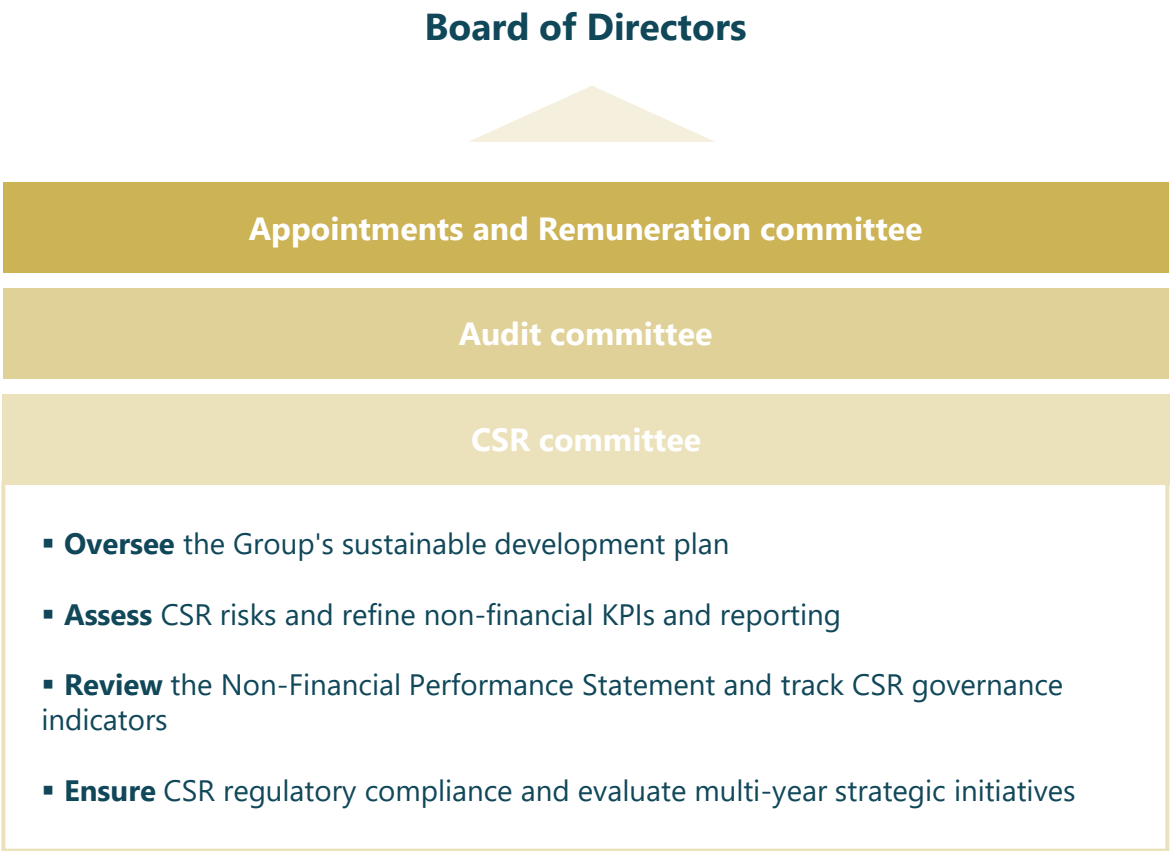 Board of Directors
Appointments and Remuneration committee
Audit committee
CSR committee
▪ Oversee the Group's sustainable development plan
▪ Assess CSR risks and refine non-financial KPIs and reporting
▪ Review the Non-Financial Performance Statement and track CSR governance
indicators
▪ Ensure CSR regulatory compliance and evaluate multi-year strategic initiatives